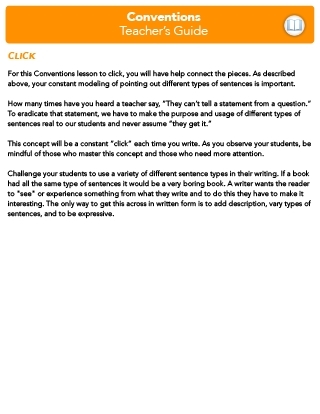 Conventions
Teacher's Guide
CLICK
For this Conventions lesson to click, you will have help connect the pieces. As described
above, your constant modeling of pointing out different types of sentences is important.
How many times have you heard a teacher say, "They can't tell a statement from a question."
To eradicate that statement, we have to make the purpose and usage of different types of
sentences real to our students and never assume "they get it."
This concept will be a constant "click" each time you write. As you observe your students, be
mindful of those who master this concept and those who need more attention.
Challenge your students to use a variety of different sentence types in their writing. If a book
had all the same type of sentences it would be a very boring book. A writer wants the reader
to "see" or experience something from what they write and to do this they have to make it
interesting. The only way to get this across in written form is to add description, vary types of
sentences, and to be expressive.